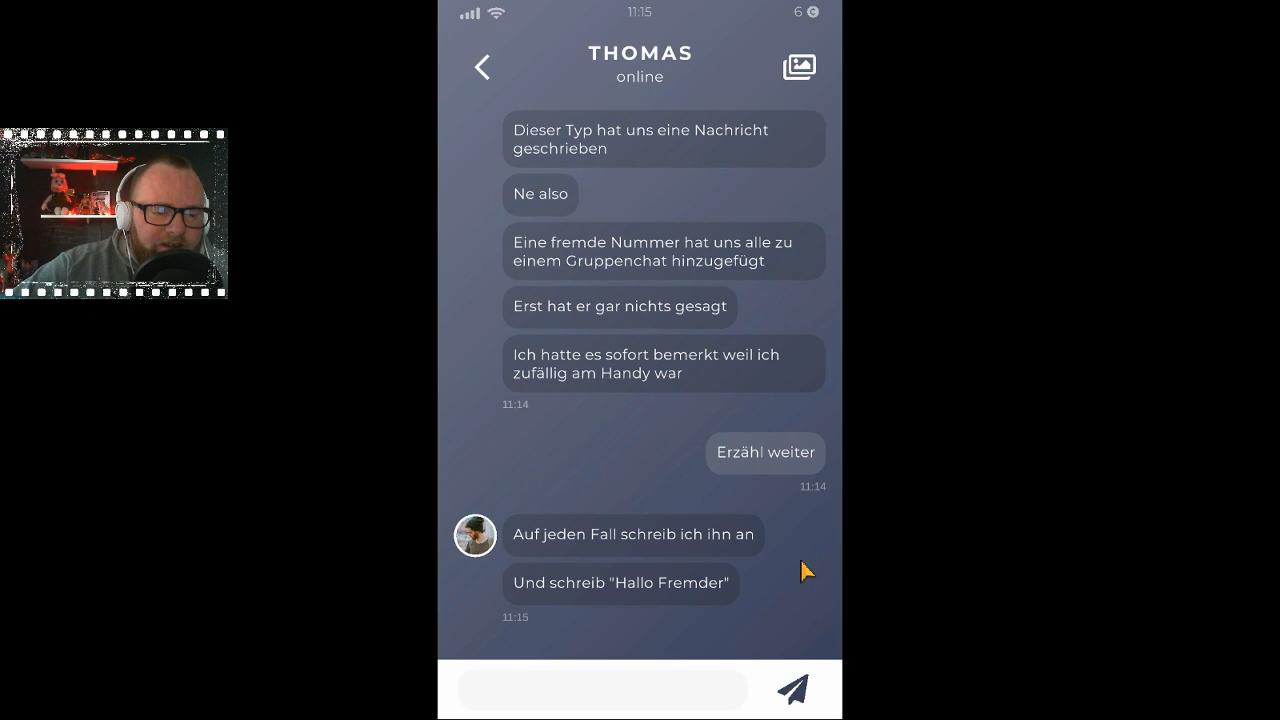 11:15
6
THOMAS
online
Dieser Typ hat uns eine Nachricht
geschrieben
Ne also
Eine fremde Nummer hat uns alle zu
einem Gruppenchat hinzugefügt
Erst hat er gar nichts gesagt
Ich hatte es sofort bemerkt weil ich
zufällig am Handy war
11:14
Erzähl weiter
11:14
Auf jeden Fall schreib ich ihn an
Und schreib "Hallo Fremder"
11:15